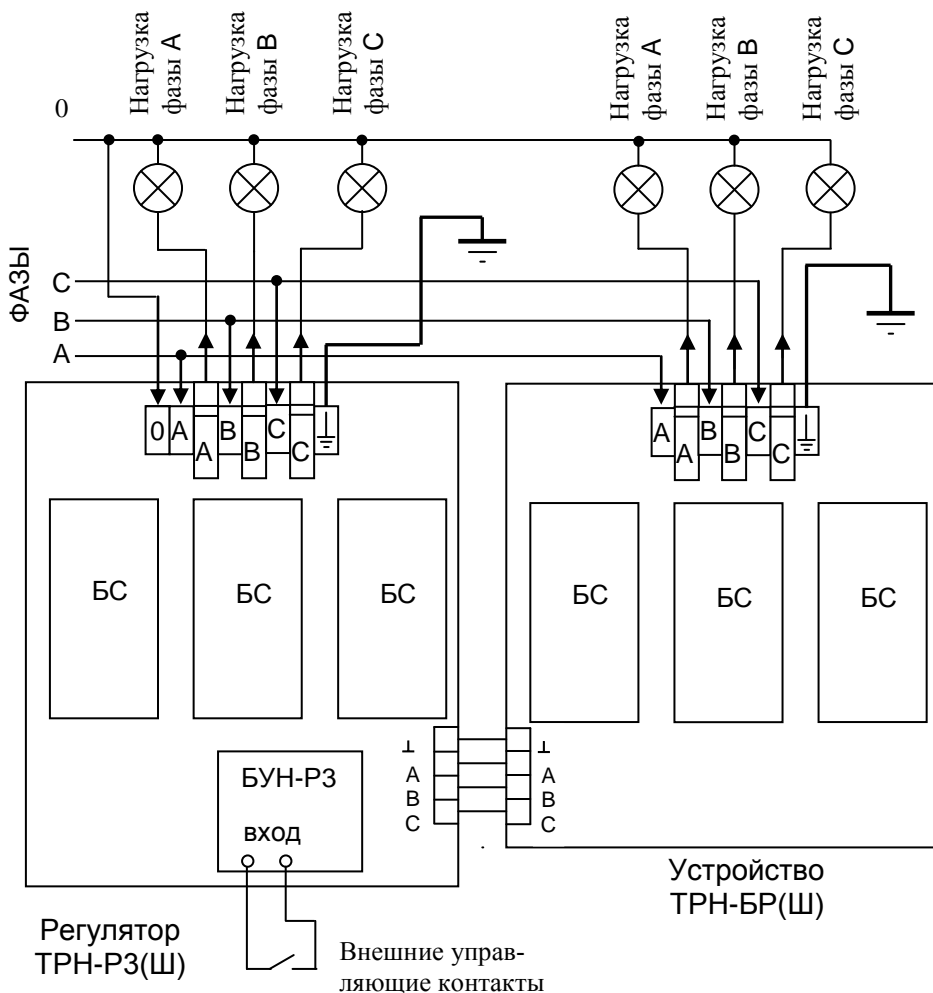 Нагрузка
фазы А
Нагрузка
фазы В
Нагрузка
фазы С
Нагрузка
фазы А
Нагрузка
фазы В
Нагрузка
фазы С
0
ФАЗЫ
С
В
А
0 А А В В С С
А А В В С С
БС БС БС
БС БС БС
БУН-Р3
вход
⊥
А
В
С
⊥
А
В
С
Регулятор
ТРН-Р3(Ш)
Внешние управ-
ляющие контакты
Устройство
ТРН-БР(Ш)